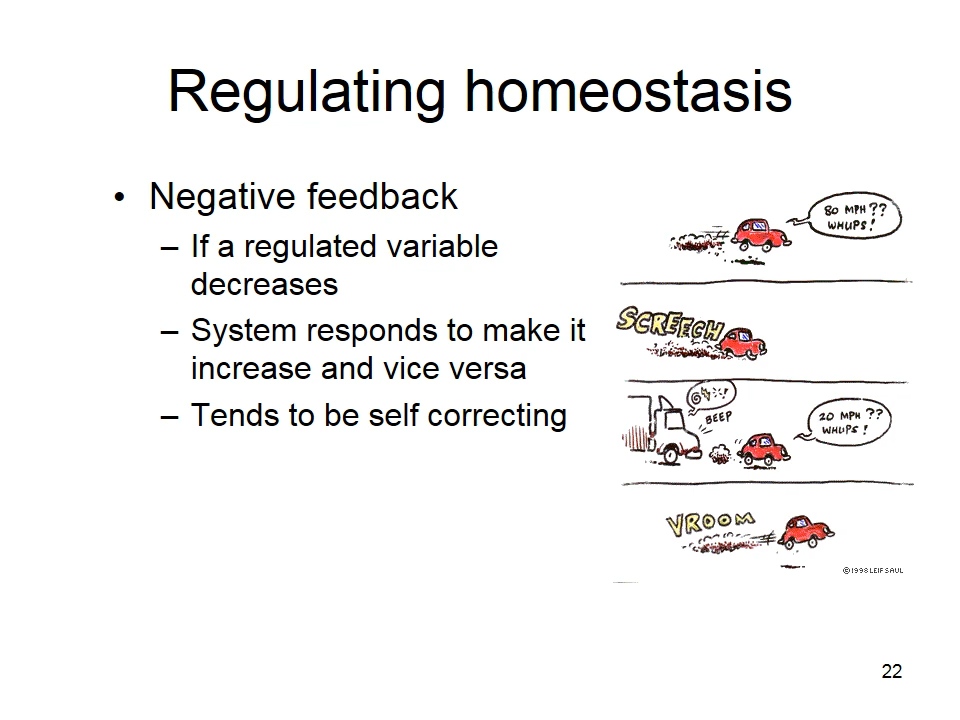 Regulating homeostasis
• Negative feedback
– If a regulated variable
decreases
– System responds to make it
increase and vice versa
– Tends to be self correcting
80 MPH??
WHUPS!
SCREECH
BEEP
20 MPH??
WHUPS!
VROOM
©1998 LEIF SAUL
22